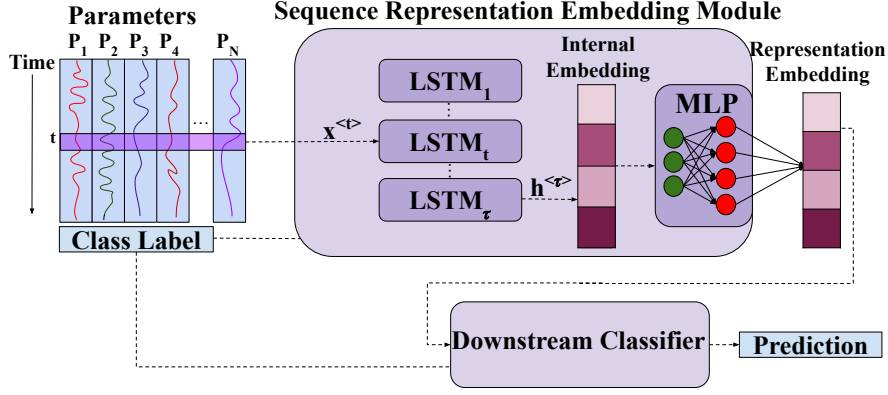 Parameters
Sequence Representation Embedding Module
P1 P2 P3 P4 ... PN
Time
t
Class Label
x<t>
LSTM1
LSTMt
LSTMτ
h<τ>
Internal
Embedding
MLP
Representation
Embedding
Downstream Classifier
Prediction